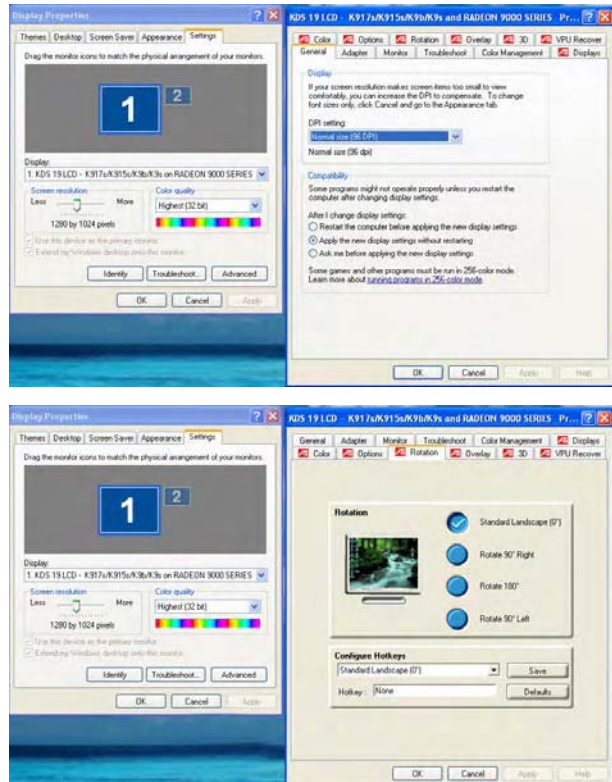 Display Properties
Themes Desktop Screen Saver Appearance Settings
Drag the monitor icons to match the physical arrangement of your monitors.
1 2
Display:
1. KDS 19 LCD - K917s/K915s/K9b/K9s on RADEON 9000 SERIES
Screen resolution
Less More
1280 by 1024 pixels
Color quality
Highest (32 bit)
Use this device as the primary monitor.
Extend my Windows desktop onto this monitor.
Identify Troubleshoot... Advanced
OK Cancel Apply
KDS 19 LCD - K917s/K915s/K9b/K9s and RADEON 9000 SERIES Pr...
Color Options Rotation Overlay 3D VPU Recover
General Adapter Monitor Troubleshoot Color Management Displays
Display
If your screen resolution makes screen items too small to view
comfortably, you can increase the DPI to compensate. To change
font sizes only, click Cancel and go to the Appearance tab.
DPI setting:
Normal size (96 DPI)
Normal size (96 dpi)
Compatibility
Some programs might not operate properly unless you restart the
computer after changing display settings.
After I change display settings:
Restart the computer before applying the new display settings
Apply the new display settings without restarting
Ask me before applying the new display settings
Some games and other programs must be run in 256-color mode.
Learn more about running programs in 256-color mode.
OK Cancel Apply Help
Display Properties
Themes Desktop Screen Saver Appearance Settings
Drag the monitor icons to match the physical arrangement of your monitors.
1 2
Display:
1. KDS 19 LCD - K917s/K915s/K9b/K9s on RADEON 9000 SERIES
Screen resolution
Less More
1280 by 1024 pixels
Color quality
Highest (32 bit)
Use this device as the primary monitor.
Extend my Windows desktop onto this monitor.
Identify Troubleshoot... Advanced
OK Cancel Apply
KDS 19 LCD - K917s/K915s/K9b/K9s and RADEON 9000 SERIES Pr...
General Adapter Monitor Troubleshoot Color Management Displays
Color Options Rotation Overlay 3D VPU Recover
Rotation
Standard Landscape (0°)
Rotate 90° Right
Rotate 180°
Rotate 90° Left
Configure Hotkeys
Standard Landscape (0°) Save
Hotkey: None Defaults
OK Cancel Apply Help